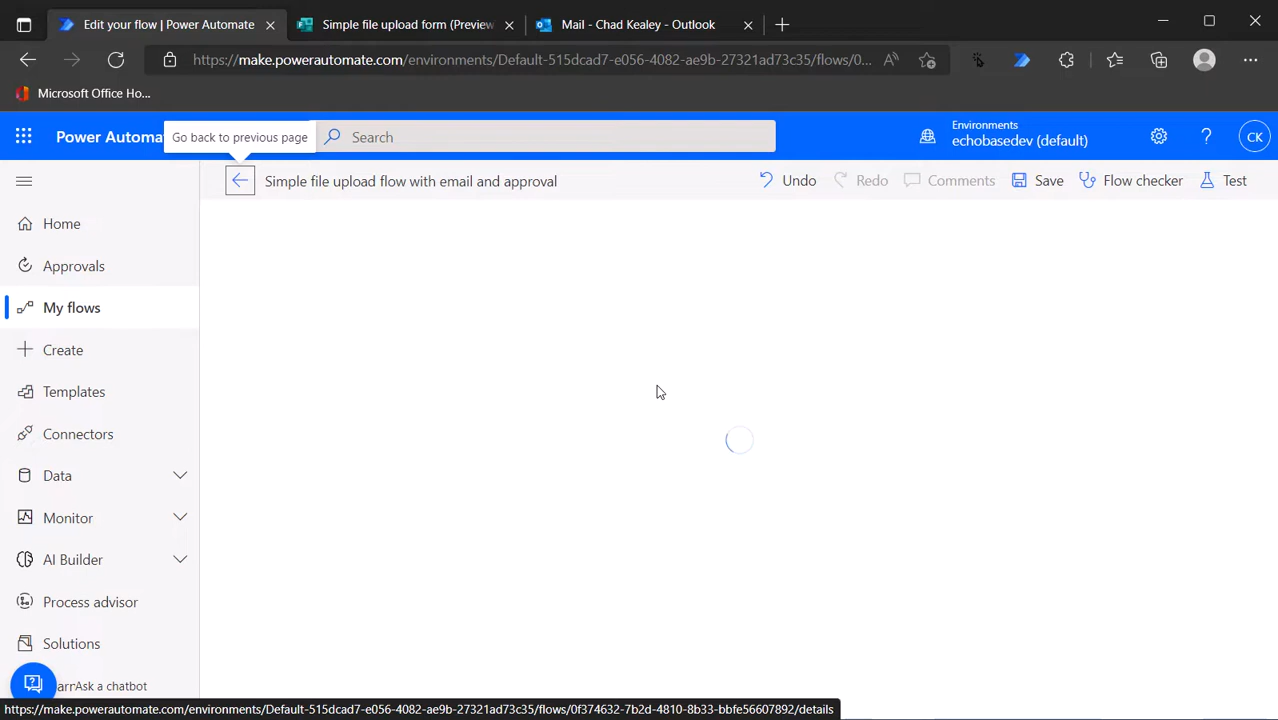 Edit your flow | Power Automate
Simple file upload form (Preview
Mail - Chad Kealey - Outlook
https://make.powerautomate.com/environments/Default-515dcad7-e056-4082-ae9b-27321ad73c35/flows/0...
Microsoft Office Ho...
Power Automa
Go back to previous page
Search
Environments
echobasedev (default)
CK
Simple file upload flow with email and approval
Undo
Redo
Comments
Save
Flow checker
Test
Home
Approvals
My flows
Create
Templates
Connectors
Data
Monitor
AI Builder
Process advisor
Solutions
Ask a chatbot
https://make.powerautomate.com/environments/Default-515dcad7-e056-4082-ae9b-27321ad73c35/flows/0f374632-7b2d-4810-8b33-bbfe56607892/details